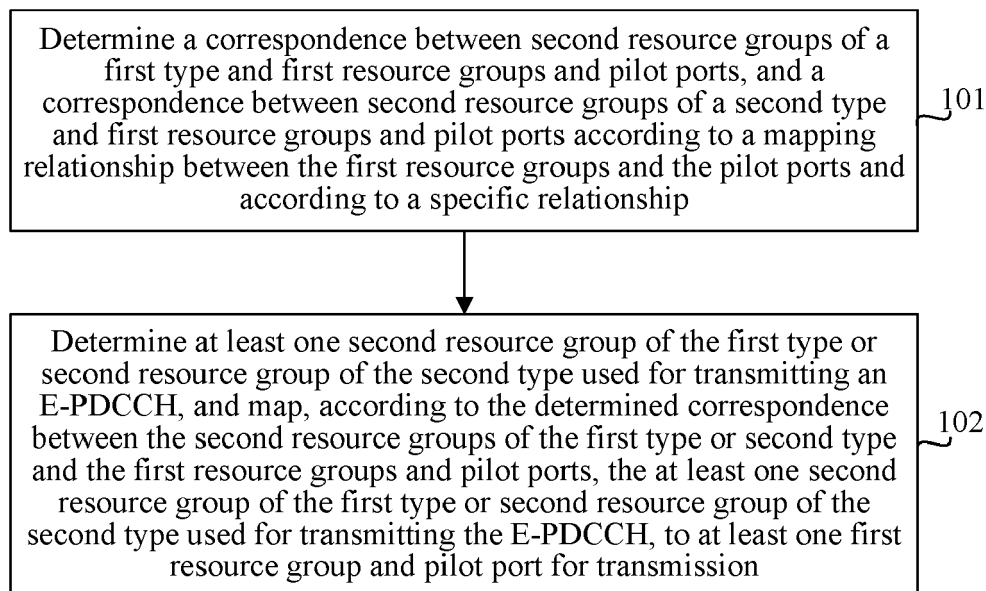 Determine a correspondence between second resource groups of a
first type and first resource groups and pilot ports, and a
correspondence between second resource groups of a second type
and first resource groups and pilot ports according to a mapping
relationship between the first resource groups and the pilot ports and
according to a specific relationship
101
Determine at least one second resource group of the first type or
second resource group of the second type used for transmitting an
E-PDCCH, and map, according to the determined correspondence
between the second resource groups of the first type or second type
and the first resource groups and pilot ports, the at least one second
resource group of the first type or second resource group of the
second type used for transmitting the E-PDCCH, to at least one first
resource group and pilot port for transmission
102